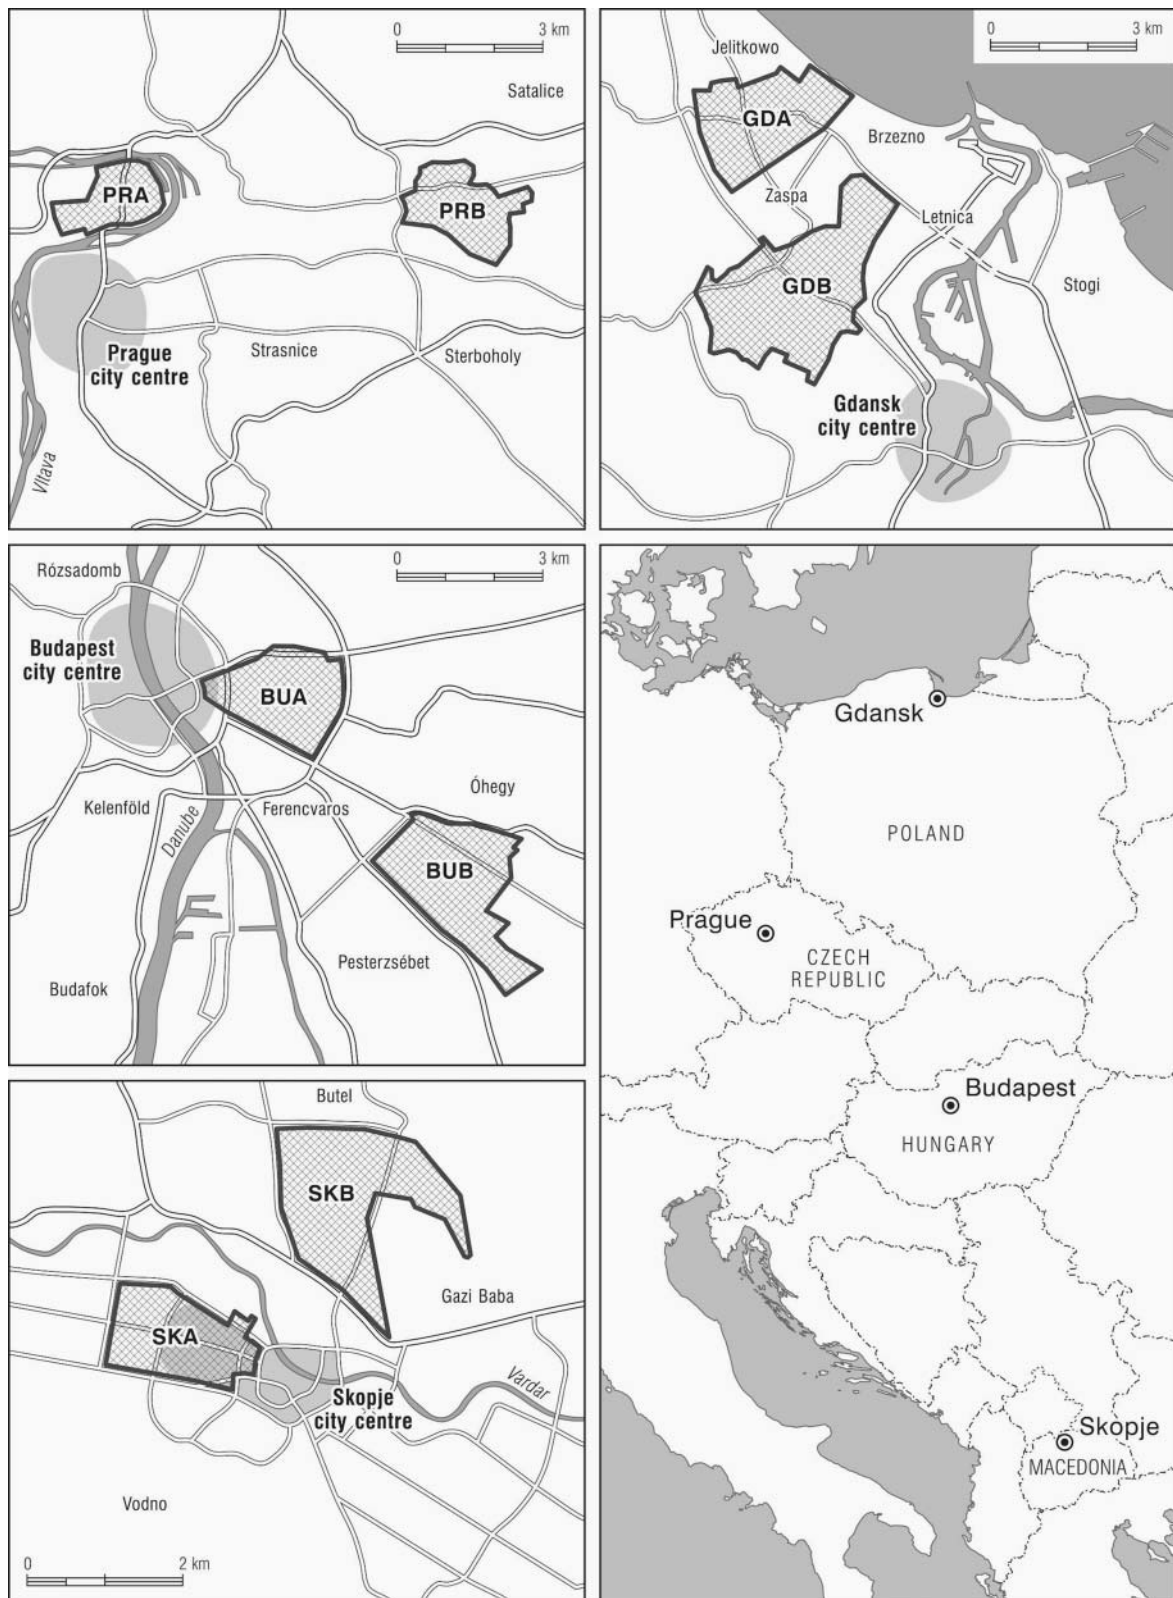 0 3 km
Satalice
PRA
PRB
Prague
city centre
Strasnice
Sterboholy
Vltava
0 3 km
Jelitkowo
GDA
Brzezno
Zaspa
Letnica
GDB
Stogi
Gdansk
city centre
0 3 km
Rózsadomb
Budapest
city centre
BUA
Óhegy
Kelenföld
Danube
Ferencvaros
BUB
Pesterzsébet
Budafok
Butel
SKB
Gazi Baba
SKA
Vardar
Skopje
city centre
Vodno
0 2 km
Gdansk
POLAND
Prague
CZECH
REPUBLIC
Budapest
HUNGARY
Skopje
MACEDONIA